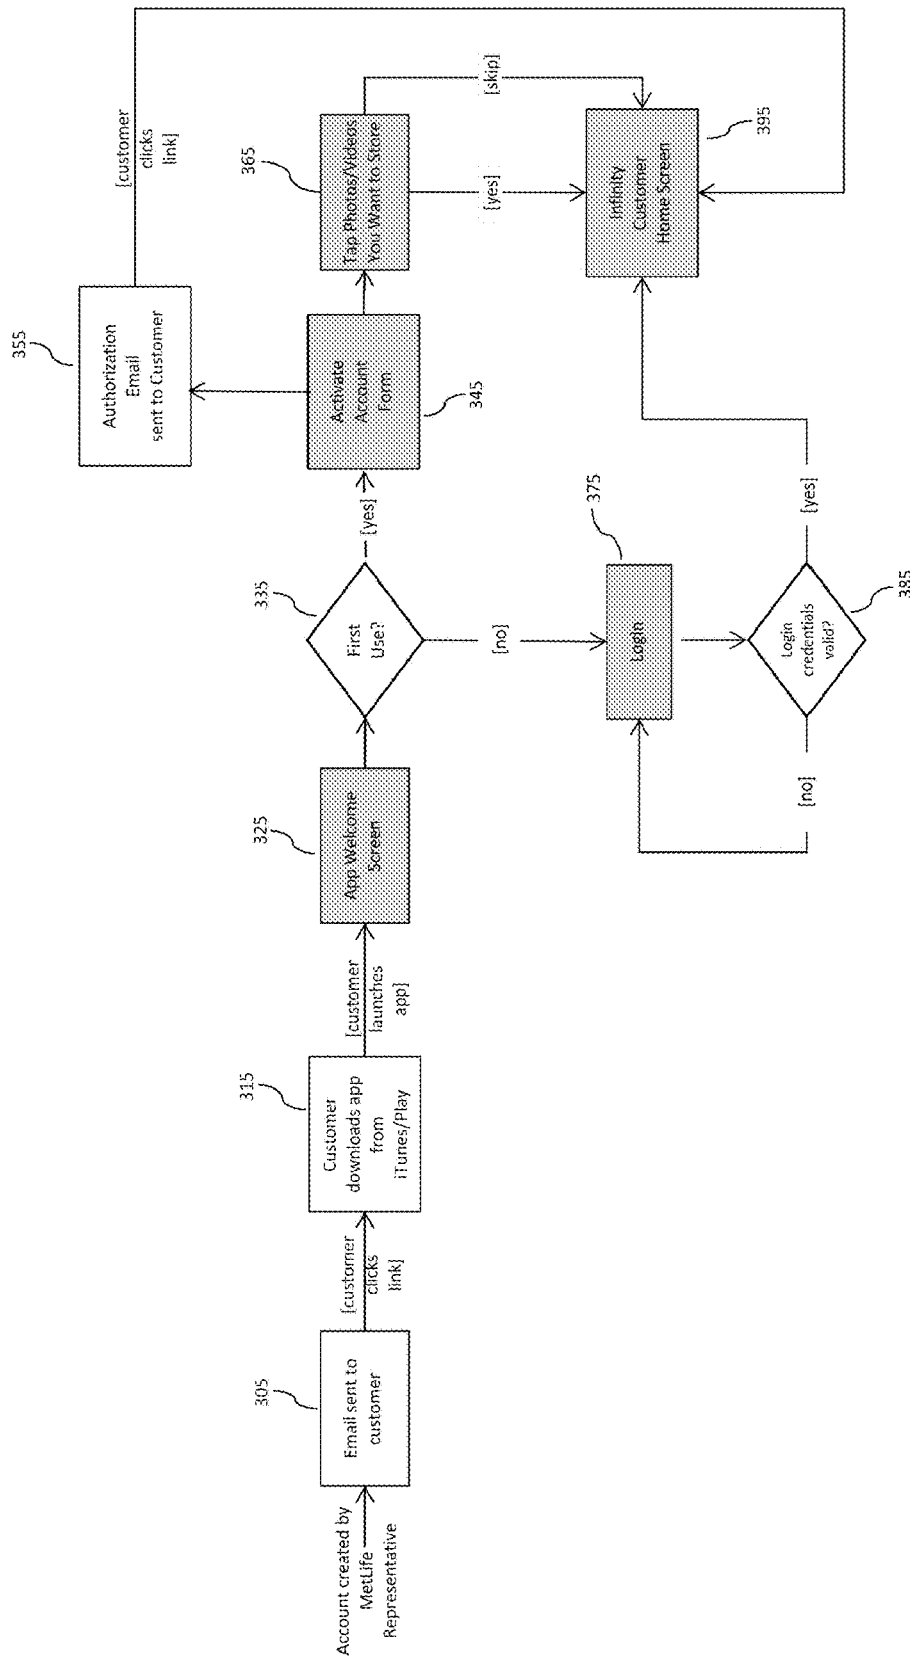 Account created by
MetLife
Representative
305
Email sent to
customer
[customer
clicks
link]
315
Customer
downloads app
from
iTunes/Play
[customer
launches
app]
325
App Welcome
Screen
335
First
Use?
[yes]
[no]
345
Activate
Account
Form
355
Authorization
Email
sent to Customer
[customer
clicks
link]
365
Tap Photos/Videos
You Want to Store
[skip]
[yes]
375
Login
385
Login
credentials
valid?
[no]
[yes]
395
Infinity
Customer
Home Screen